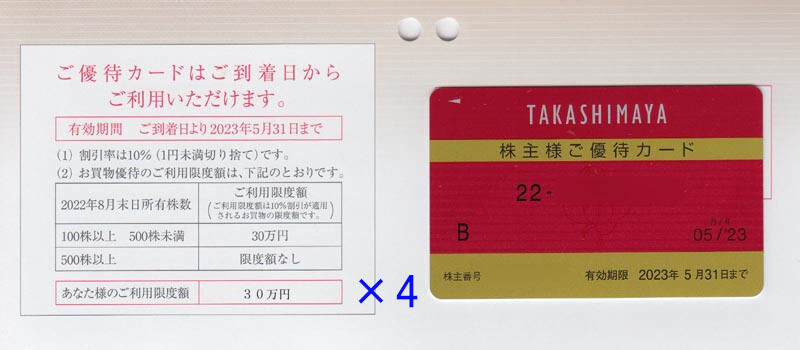 ご優待カードはご到着日から
ご利用いただけます。
有効期間 ご到着日より2023年5月31日まで
(1) 割引率は10%(1円未満切り捨て)です。
(2) お買物優待のご利用限度額は、下記のとおりです。
2022年8月末日所有株数
ご利用限度額
(ご利用限度額は10%割引が適用
されるお買物の限度額です。)
100株以上 500株未満 30万円
500株以上 限度額なし
あなた様のご利用限度額 30万円
×4
TAKASHIMAYA
株主様ご優待カード
22-
B
月/年
05/'23
株主番号 有効期限 2023年 5月31日まで